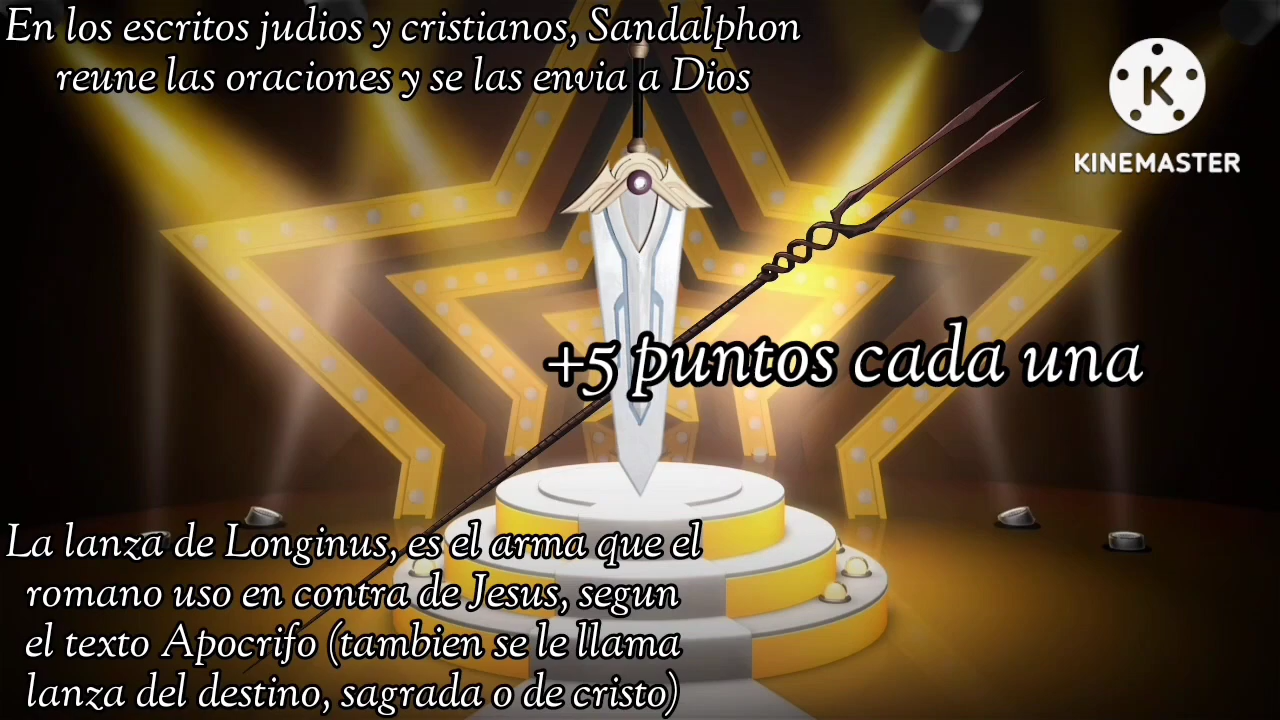 En los escritos judios y cristianos, Sandalphon
reune las oraciones y se las envia a Dios
K
KINEMASTER
+5 puntos cada una
La lanza de Longinus, es el arma que el
romano uso en contra de Jesus, segun
el texto Apocrifo (tambien se le llama
lanza del destino, sagrada o de cristo)